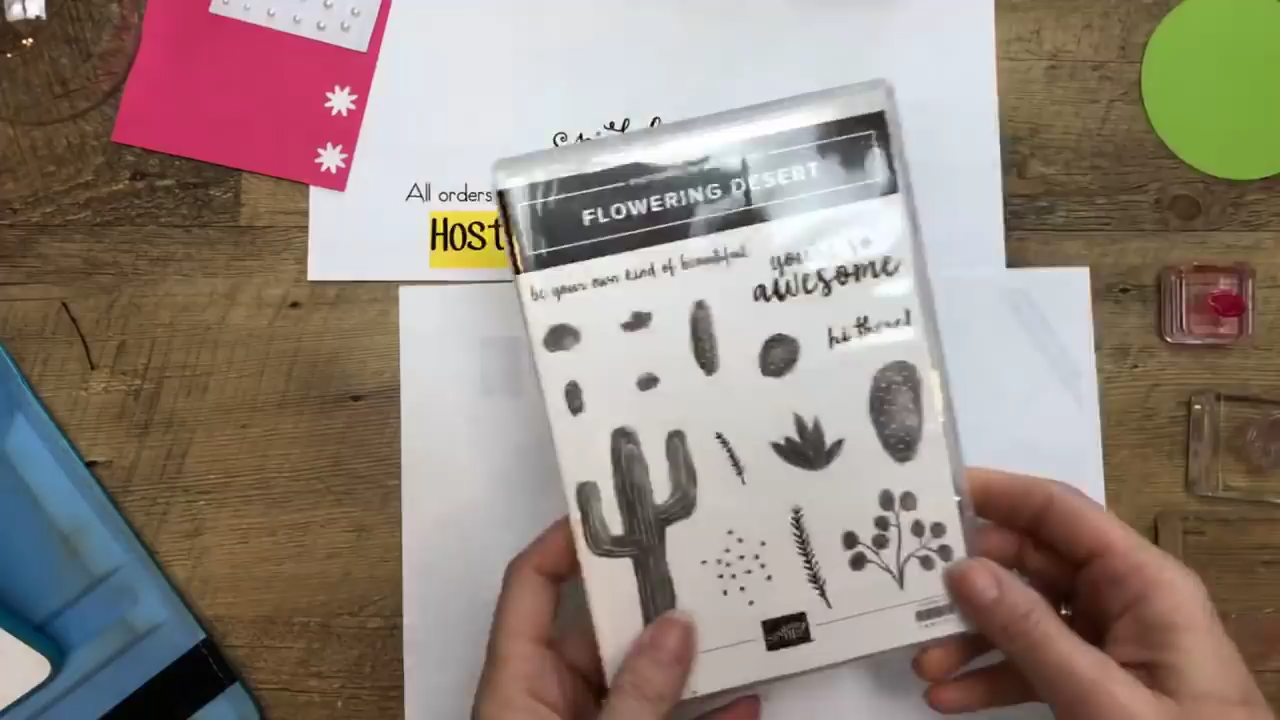 All orders
Host
FLOWERING DESERT
be your own kind of beautiful
awesome
hi there!